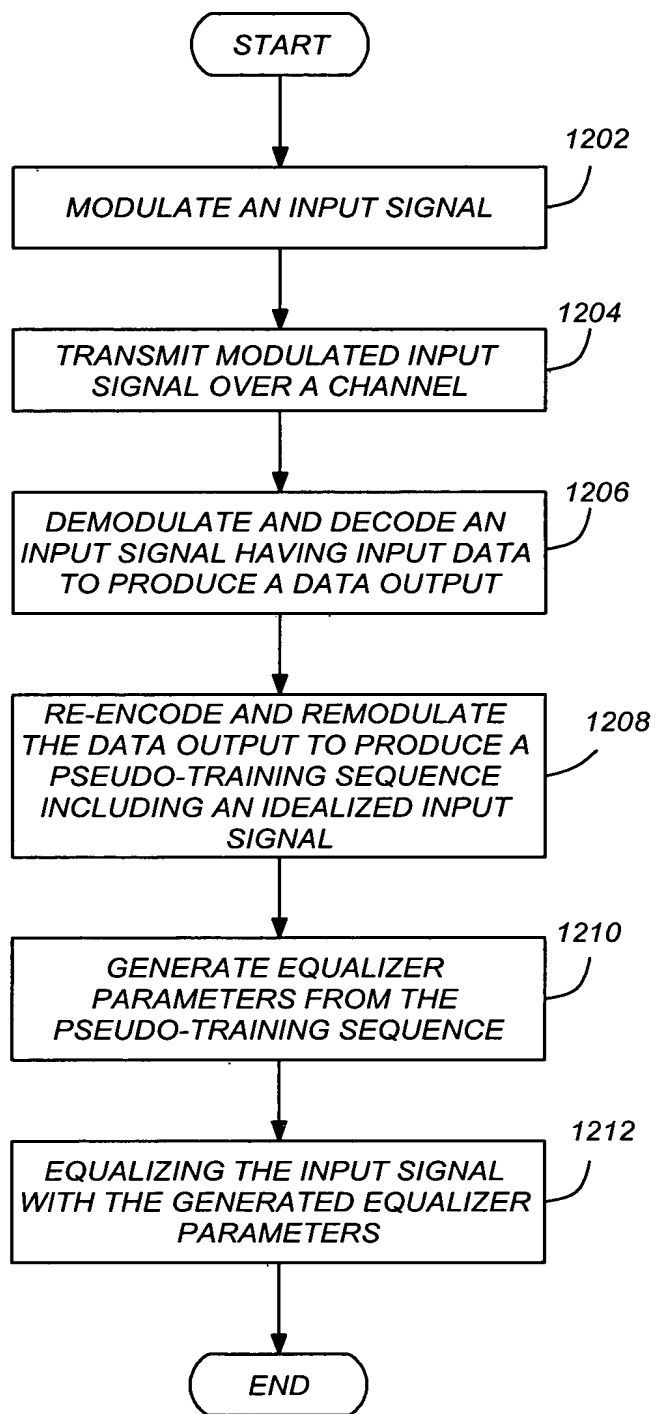 START
1202
MODULATE AN INPUT SIGNAL
1204
TRANSMIT MODULATED INPUT
SIGNAL OVER A CHANNEL
1206
DEMODULATE AND DECODE AN
INPUT SIGNAL HAVING INPUT DATA
TO PRODUCE A DATA OUTPUT
1208
RE-ENCODE AND REMODULATE
THE DATA OUTPUT TO PRODUCE A
PSEUDO-TRAINING SEQUENCE
INCLUDING AN IDEALIZED INPUT
SIGNAL
1210
GENERATE EQUALIZER
PARAMETERS FROM THE
PSEUDO-TRAINING SEQUENCE
1212
EQUALIZING THE INPUT SIGNAL
WITH THE GENERATED EQUALIZER
PARAMETERS
END